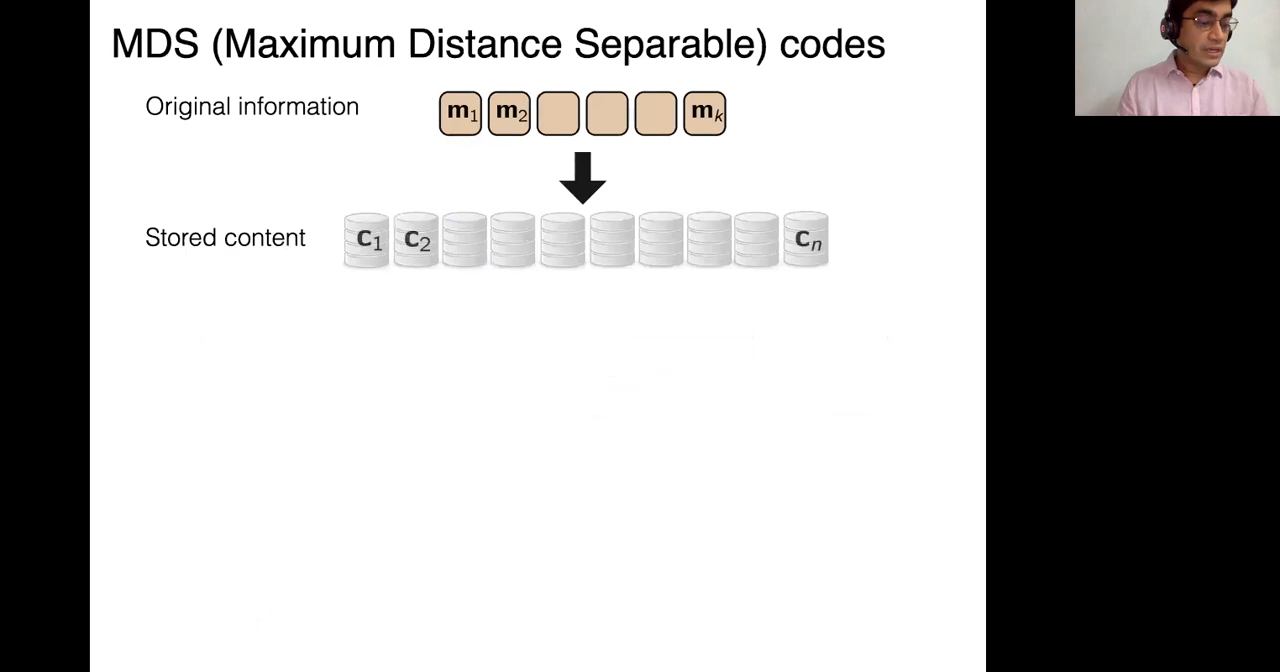 MDS (Maximum Distance Separable) codes
Original information
m₁ m₂ mₖ
Stored content
c₁ c₂ cₙ